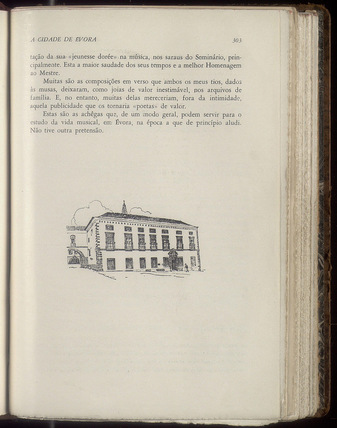 A CIDADE DE EVORA 303
tação da sua «jeunesse dorée» na música, nos saraus do Seminário, prin-
cipalmente. Esta a maior saudade dos seus tempos e a melhor Homenagem
ao Mestre.
Muitas são as composições em verso que ambos os meus tios, dados
às musas, deixaram, como joias de valor inestimável, nos arquivos de
família. E, no entanto, muitas delas mereceriam, fora da intimidade,
aquela publicidade que os tornaria «poetas» de valor.
Estas são as achêgas que, de um modo geral, podem servir para o
estudo da vida musical, em Évora, na época a que de princípio aludi.
Não tive outra pretensão.